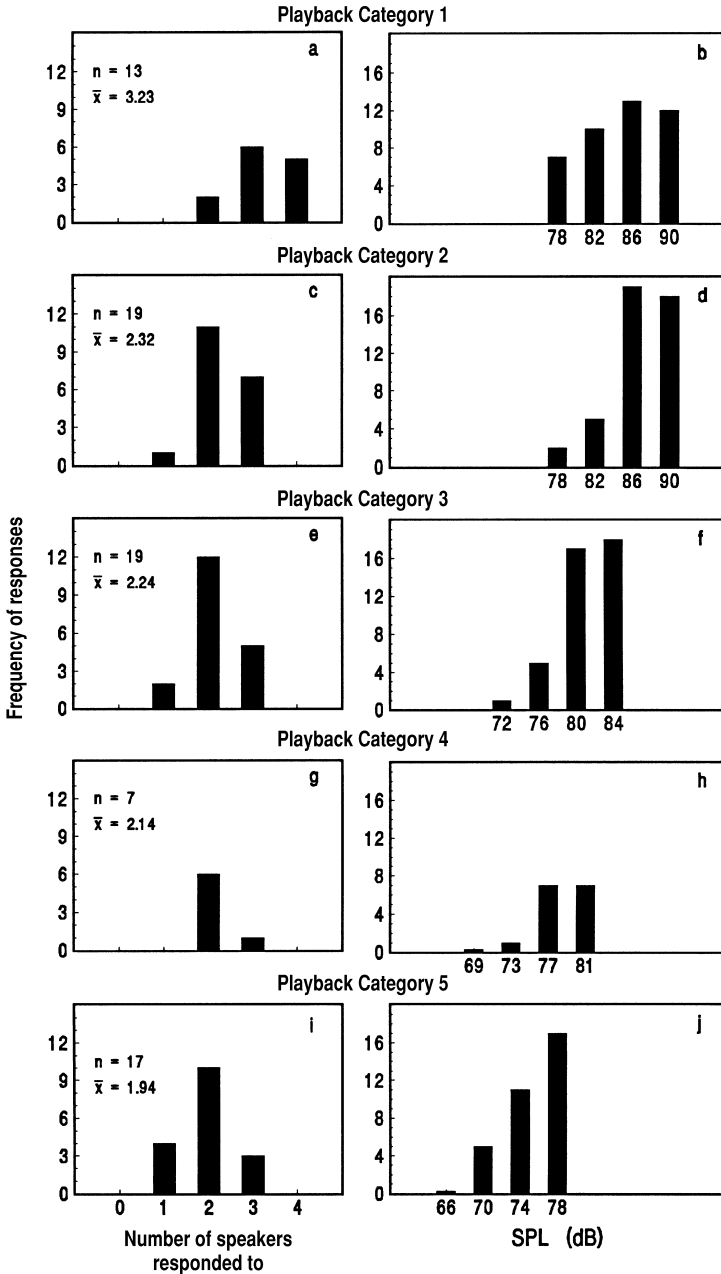 Playback Category 1
a
n = 13
x̄ = 3.23
12
9
6
3
0
b
16
12
8
4
0
78 82 86 90
Playback Category 2
c
n = 19
x̄ = 2.32
12
9
6
3
0
d
16
12
8
4
0
78 82 86 90
Playback Category 3
e
n = 19
x̄ = 2.24
12
9
6
3
0
f
16
12
8
4
0
72 76 80 84
Frequency of responses
Playback Category 4
g
n = 7
x̄ = 2.14
12
9
6
3
0
h
16
12
8
4
0
69 73 77 81
Playback Category 5
i
n = 17
x̄ = 1.94
12
9
6
3
0
0 1 2 3 4
Number of speakers
responded to
j
16
12
8
4
0
66 70 74 78
SPL (dB)